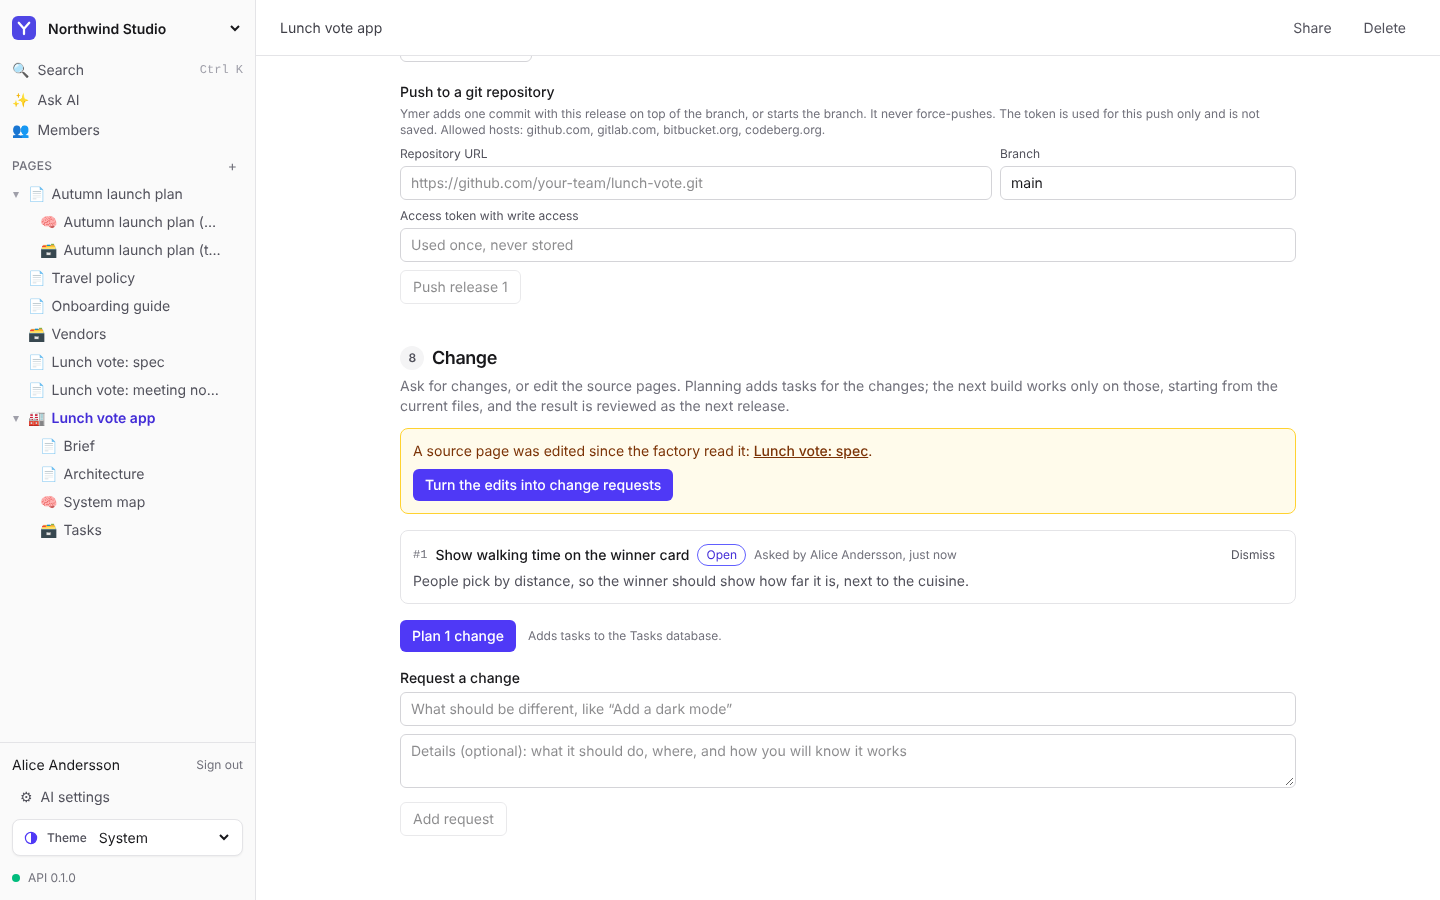 Northwind Studio
Search Ctrl K
Ask AI
Members
PAGES +
Autumn launch plan
Autumn launch plan (...
Autumn launch plan (t...
Travel policy
Onboarding guide
Vendors
Lunch vote: spec
Lunch vote: meeting no...
Lunch vote app
Brief
Architecture
System map
Tasks
Alice Andersson Sign out
AI settings
Theme System
API 0.1.0
Lunch vote app Share Delete
Push to a git repository
Ymer adds one commit with this release on top of the branch, or starts the branch. It never force-pushes. The token is used for this push only and is not
saved. Allowed hosts: github.com, gitlab.com, bitbucket.org, codeberg.org.
Repository URL Branch
https://github.com/your-team/lunch-vote.git main
Access token with write access
Used once, never stored
Push release 1
8 Change
Ask for changes, or edit the source pages. Planning adds tasks for the changes; the next build works only on those, starting from the
current files, and the result is reviewed as the next release.
A source page was edited since the factory read it: Lunch vote: spec.
Turn the edits into change requests
#1 Show walking time on the winner card Open Asked by Alice Andersson, just now Dismiss
People pick by distance, so the winner should show how far it is, next to the cuisine.
Plan 1 change Adds tasks to the Tasks database.
Request a change
What should be different, like “Add a dark mode”
Details (optional): what it should do, where, and how you will know it works
Add request